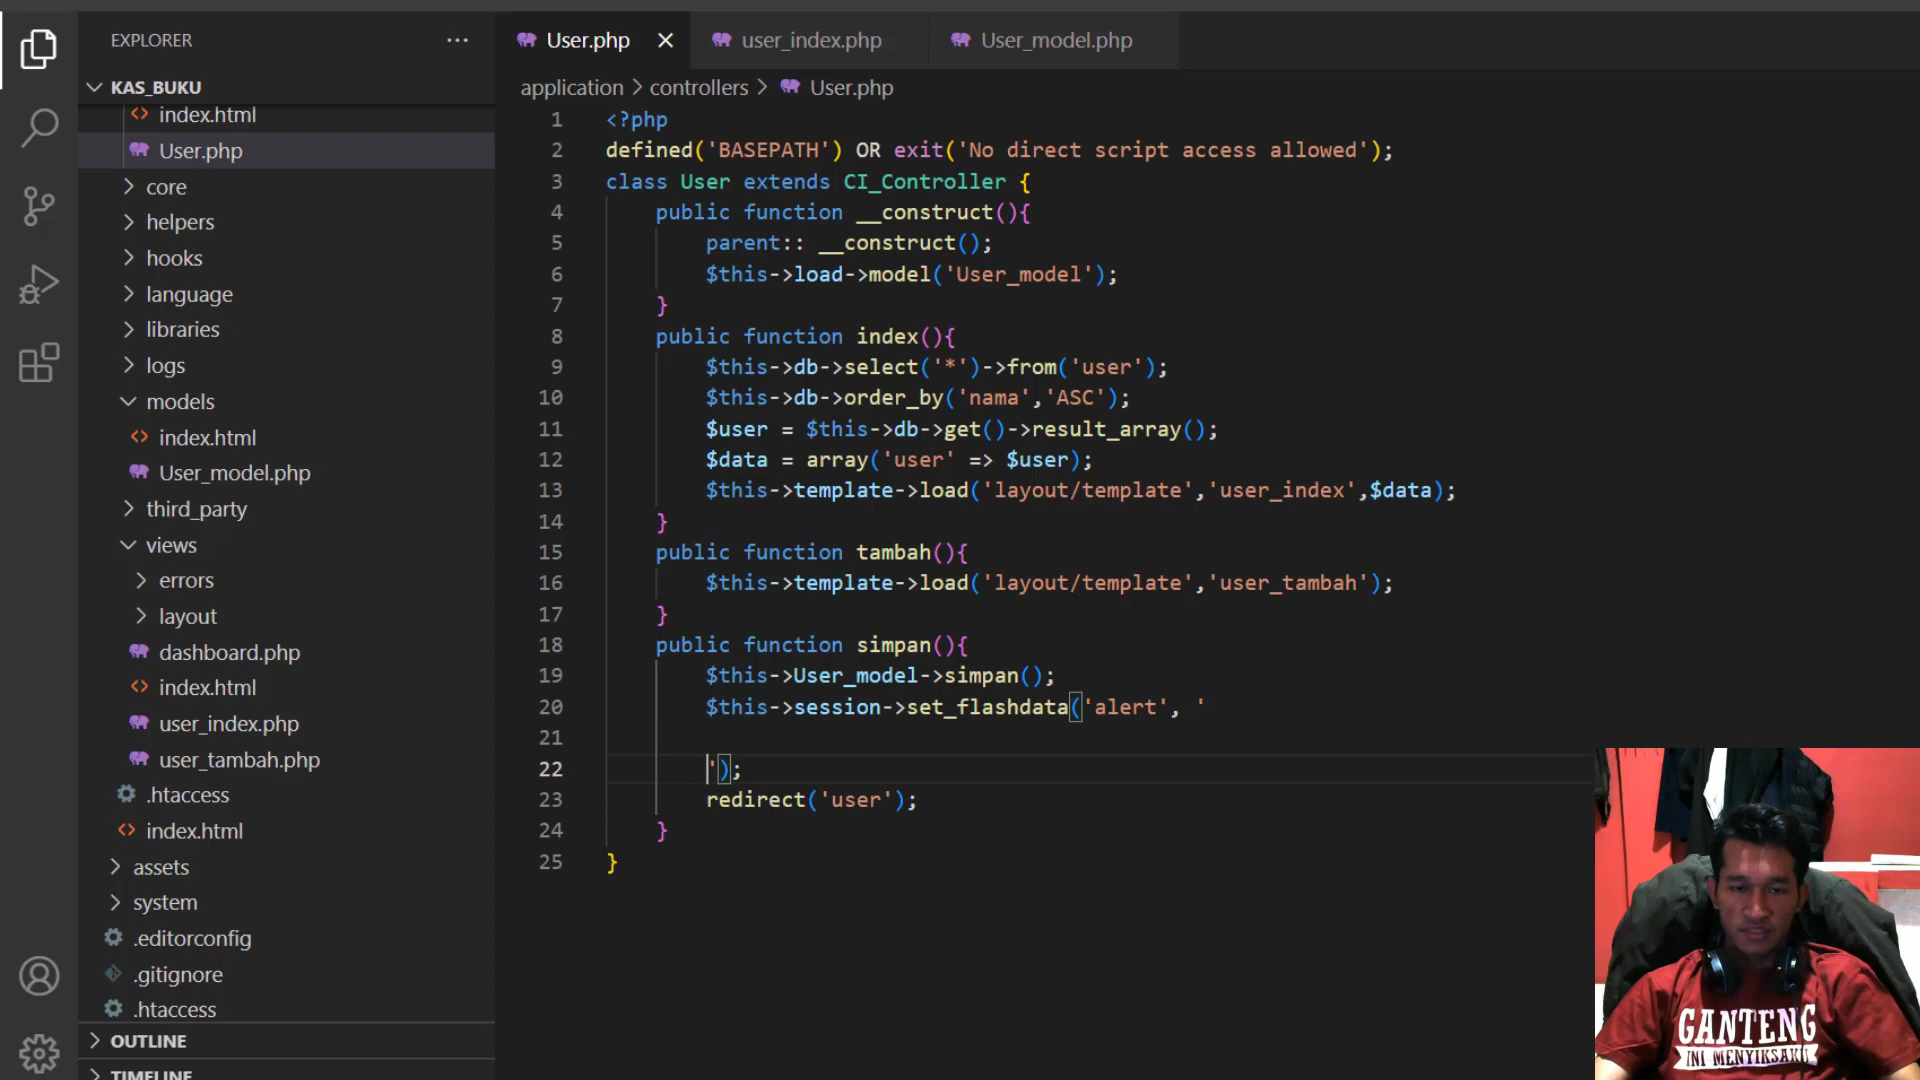 EXPLORER
KAS_BUKU
index.html
User.php
core
helpers
hooks
language
libraries
logs
models
index.html
User_model.php
third_party
views
errors
layout
dashboard.php
index.html
user_index.php
user_tambah.php
.htaccess
index.html
assets
system
.editorconfig
.gitignore
.htaccess
OUTLINE
TIMELINE
User.php
user_index.php
User_model.php
application > controllers > User.php
1 <?php
2 defined('BASEPATH') OR exit('No direct script access allowed');
3 class User extends CI_Controller {
4 public function __construct(){
5 parent:: __construct();
6 $this->load->model('User_model');
7 }
8 public function index(){
9 $this->db->select('*')->from('user');
10 $this->db->order_by('nama','ASC');
11 $user = $this->db->get()->result_array();
12 $data = array('user' => $user);
13 $this->template->load('layout/template','user_index',$data);
14 }
15 public function tambah(){
16 $this->template->load('layout/template','user_tambah');
17 }
18 public function simpan(){
19 $this->User_model->simpan();
20 $this->session->set_flashdata('alert', '
21
22 ');
23 redirect('user');
24 }
25 }
GANTENG
INI MENYIKSAKU